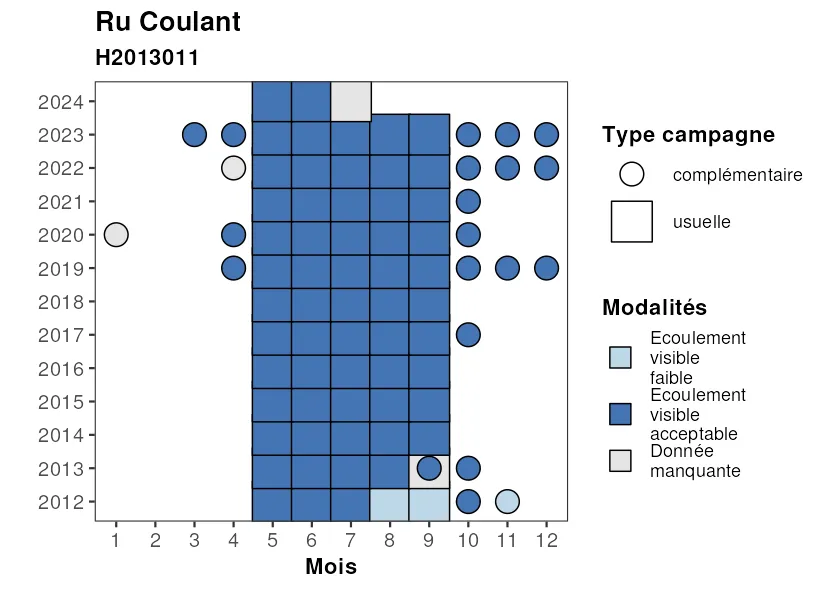 Ru Coulant
H2013011
2024
2023
2022
2021
2020
2019
2018
2017
2016
2015
2014
2013
2012
1 2 3 4 5 6 7 8 9 10 11 12
Mois
Type campagne
complémentaire
usuelle
Modalités
Ecoulement
visible
faible
Ecoulement
visible
acceptable
Donnée
manquante